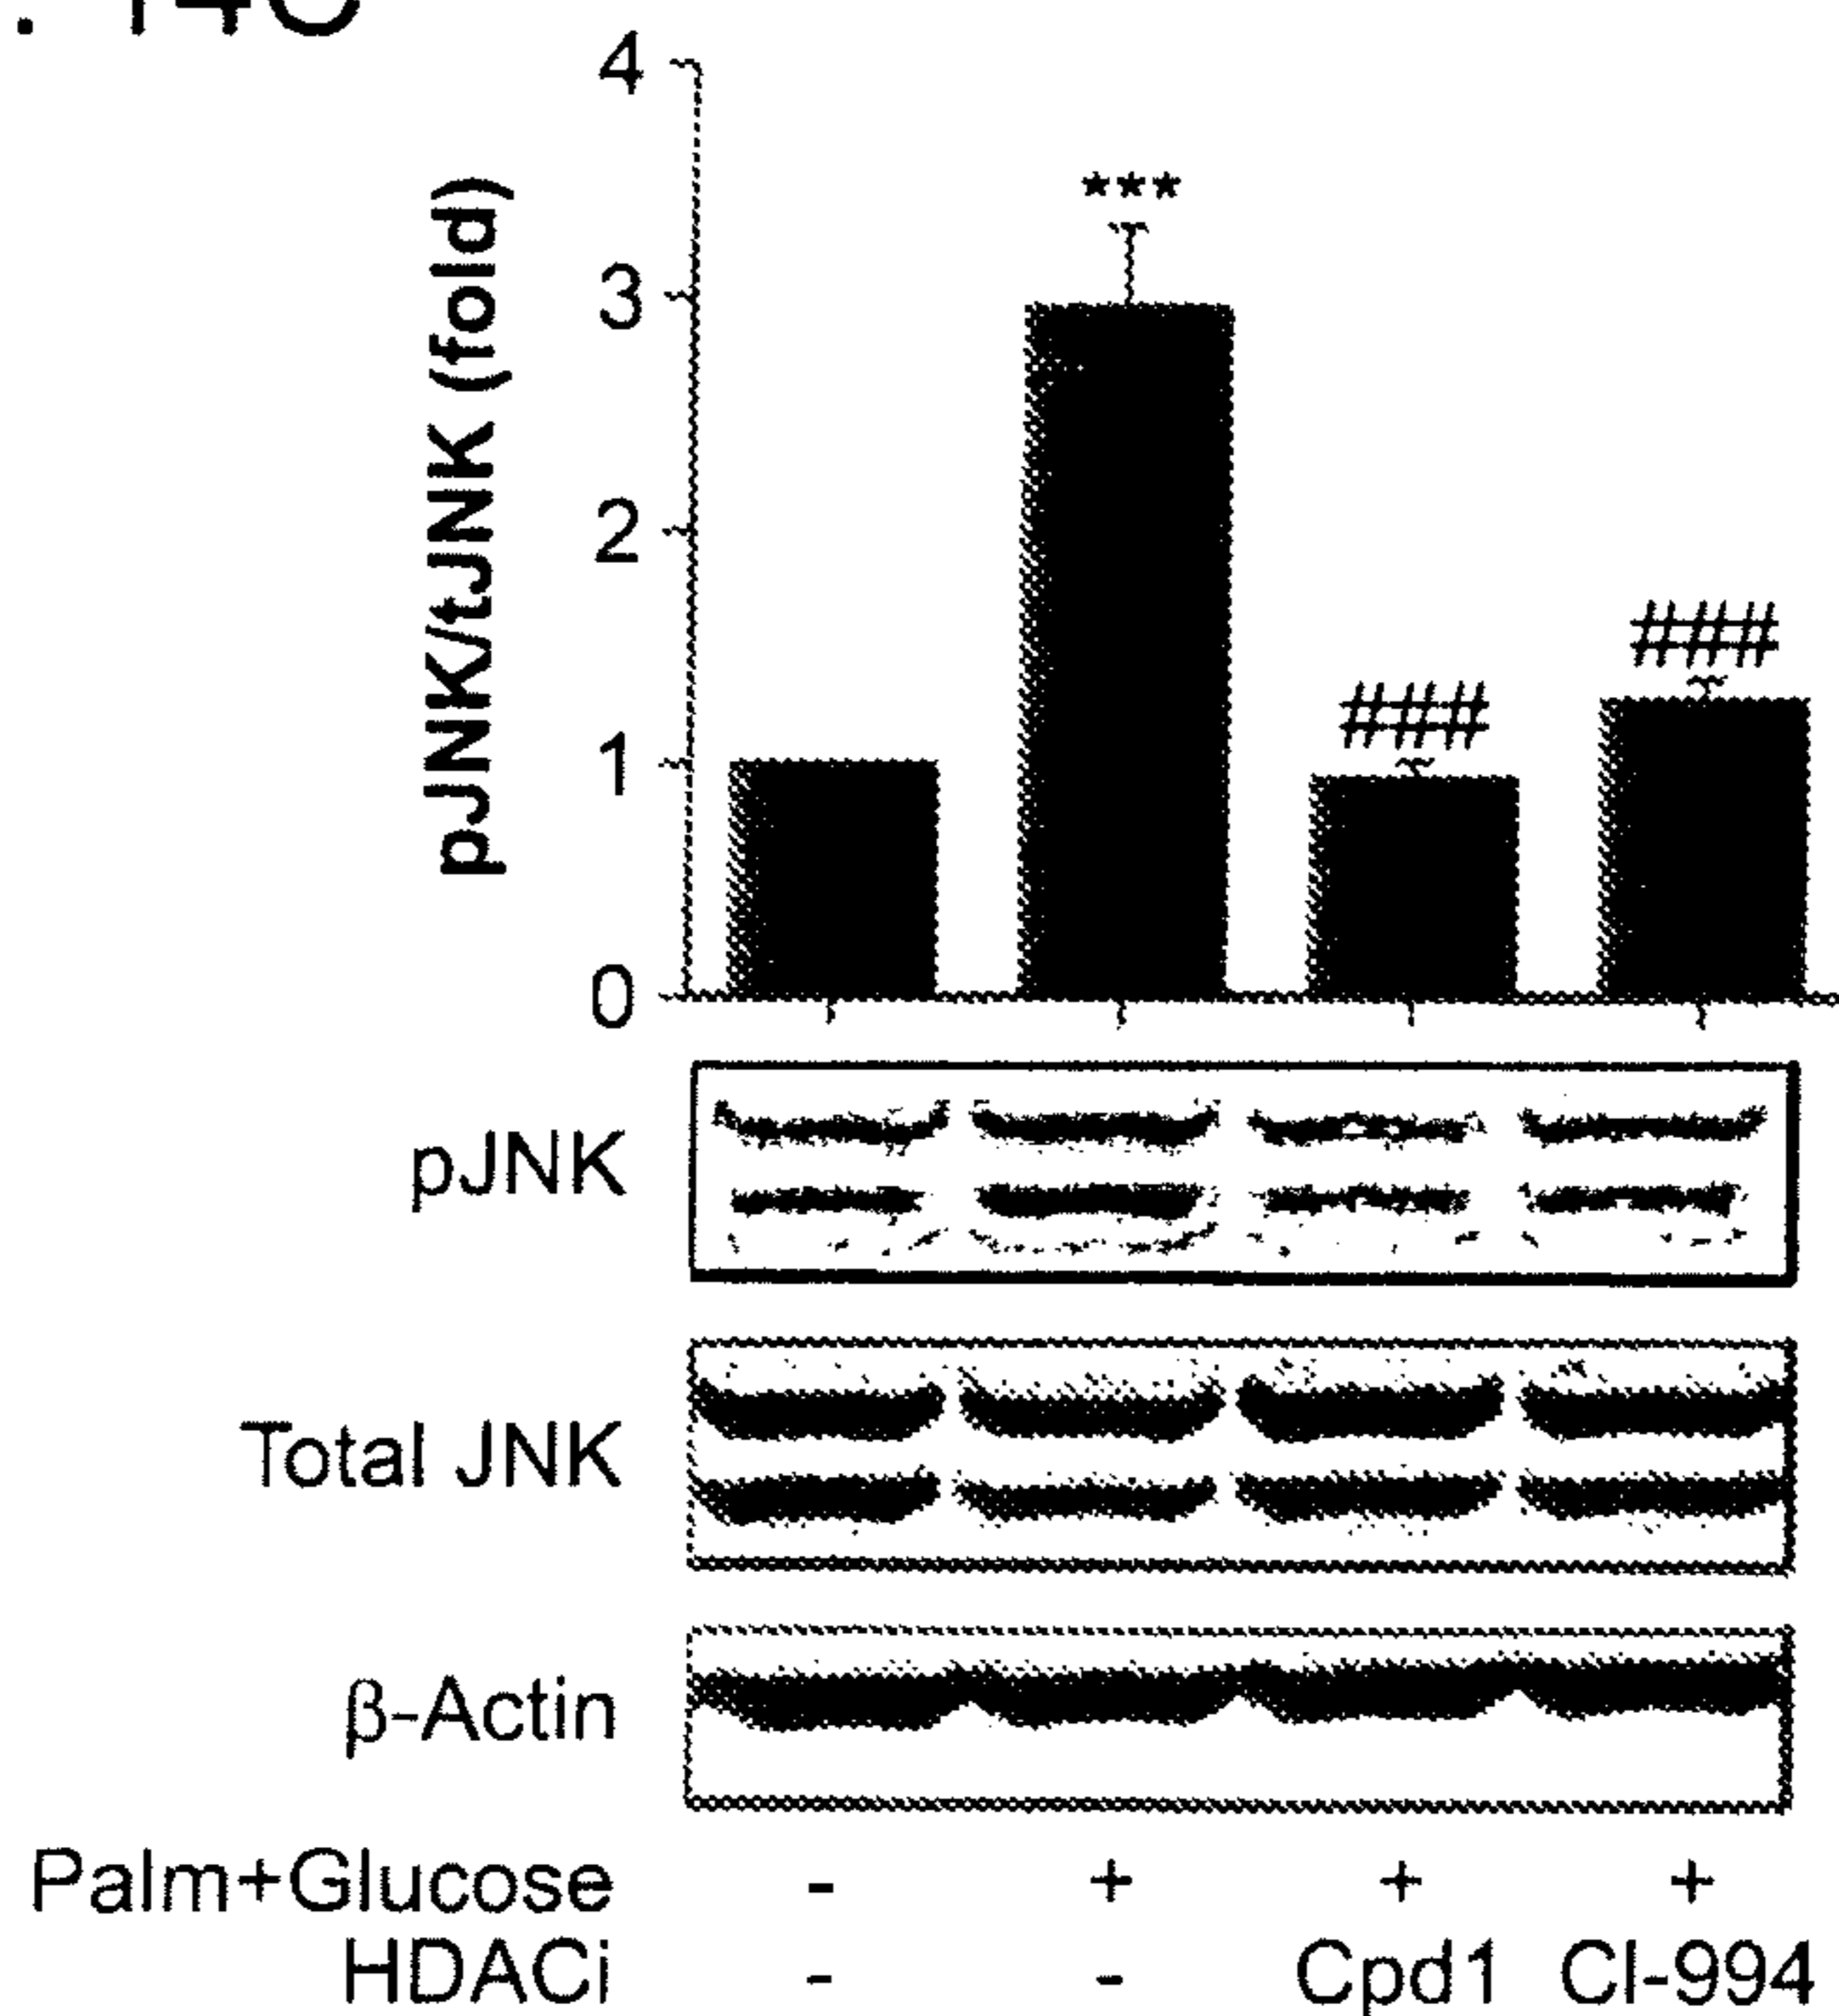 . 14C
4
3
2
1
0
pJNK/tJNK (fold)
***
###
###
pJNK
Total JNK
β-Actin
Palm+Glucose - + + +
HDACi - - Cpd1 CI-994